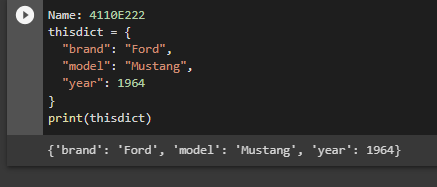 Name: 4110E222
thisdict = {
  "brand": "Ford",
  "model": "Mustang",
  "year": 1964
}
print(thisdict)
{'brand': 'Ford', 'model': 'Mustang', 'year': 1964}